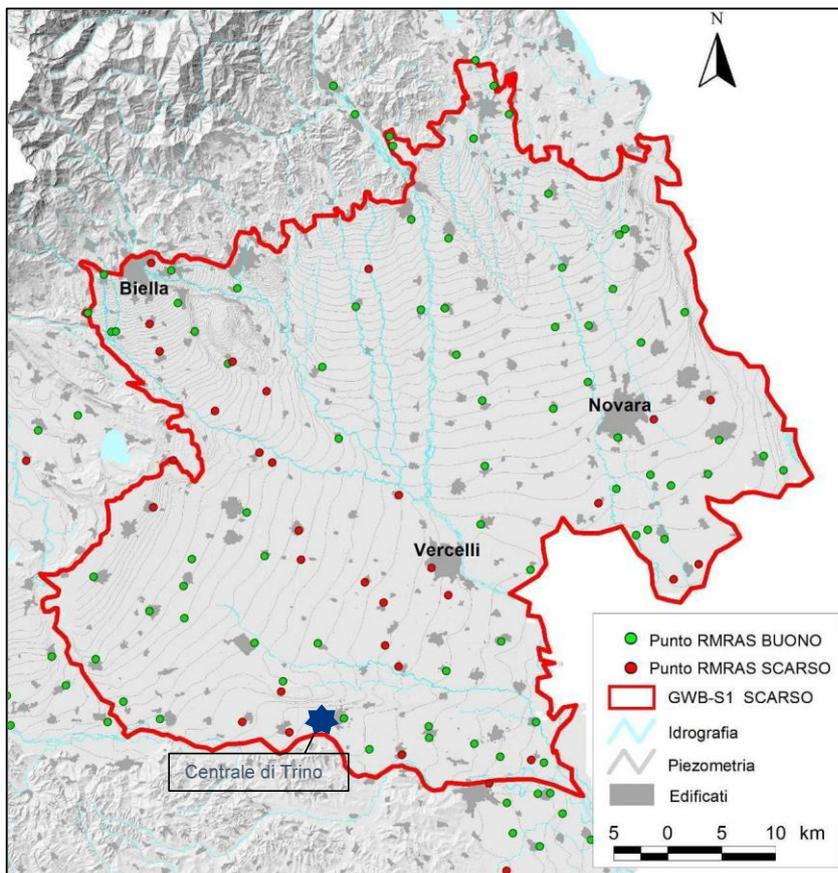 N
Biella
Novara
Vercelli
Centrale di Trino
Punto RMRAS BUONO
Punto RMRAS SCARSO
GWB-S1 SCARSO
Idrografia
Piezometria
Edificati
5 0 5 10 km